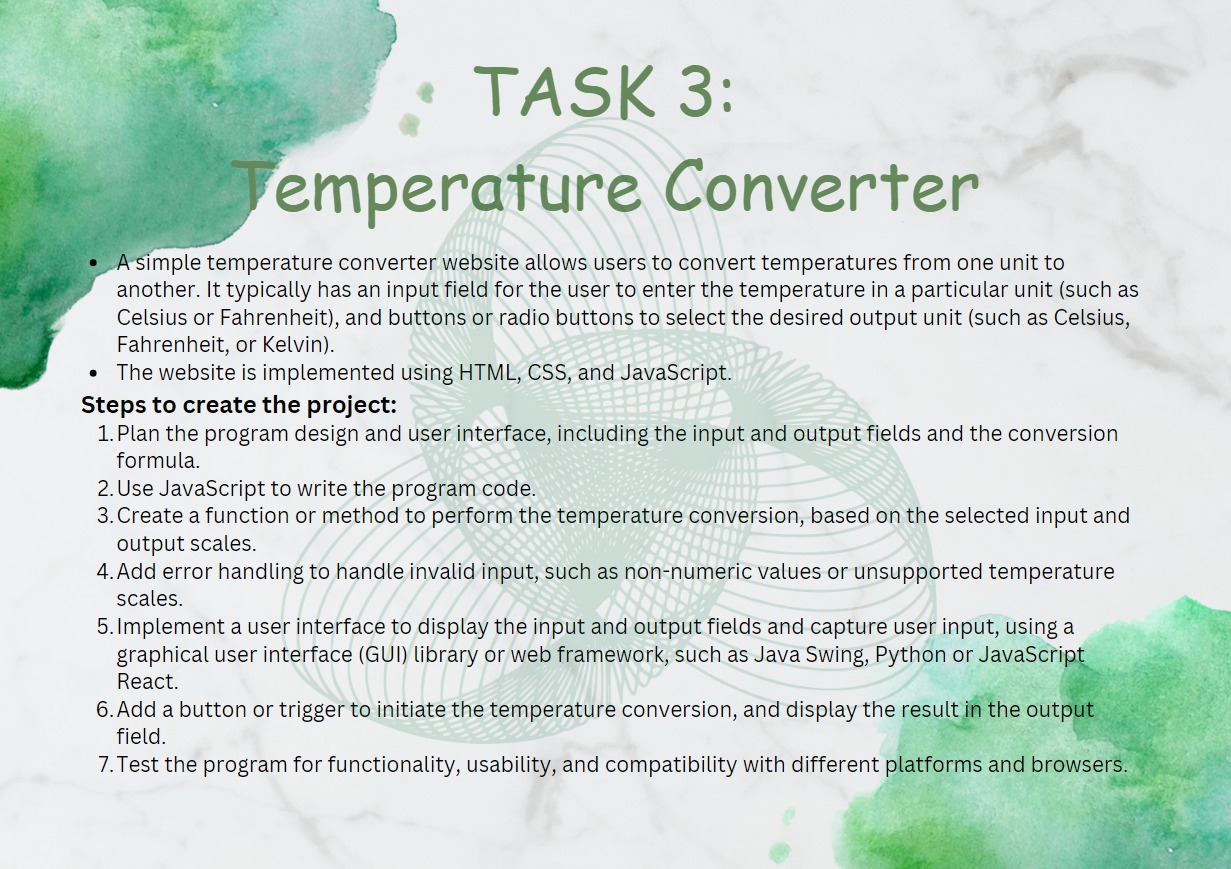 TASK 3:
Temperature Converter
• A simple temperature converter website allows users to convert temperatures from one unit to
another. It typically has an input field for the user to enter the temperature in a particular unit (such as
Celsius or Fahrenheit), and buttons or radio buttons to select the desired output unit (such as Celsius,
Fahrenheit, or Kelvin).
• The website is implemented using HTML, CSS, and JavaScript.
Steps to create the project:
1. Plan the program design and user interface, including the input and output fields and the conversion
formula.
2. Use JavaScript to write the program code.
3. Create a function or method to perform the temperature conversion, based on the selected input and
output scales.
4. Add error handling to handle invalid input, such as non-numeric values or unsupported temperature
scales.
5. Implement a user interface to display the input and output fields and capture user input, using a
graphical user interface (GUI) library or web framework, such as Java Swing, Python or JavaScript
React.
6. Add a button or trigger to initiate the temperature conversion, and display the result in the output
field.
7. Test the program for functionality, usability, and compatibility with different platforms and browsers.